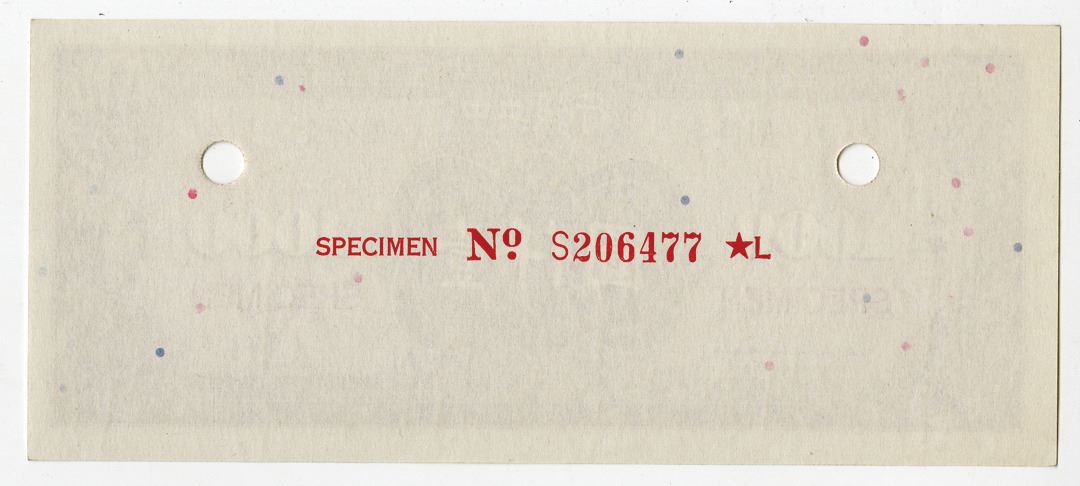 SPECIMEN Nº S206477 ★L